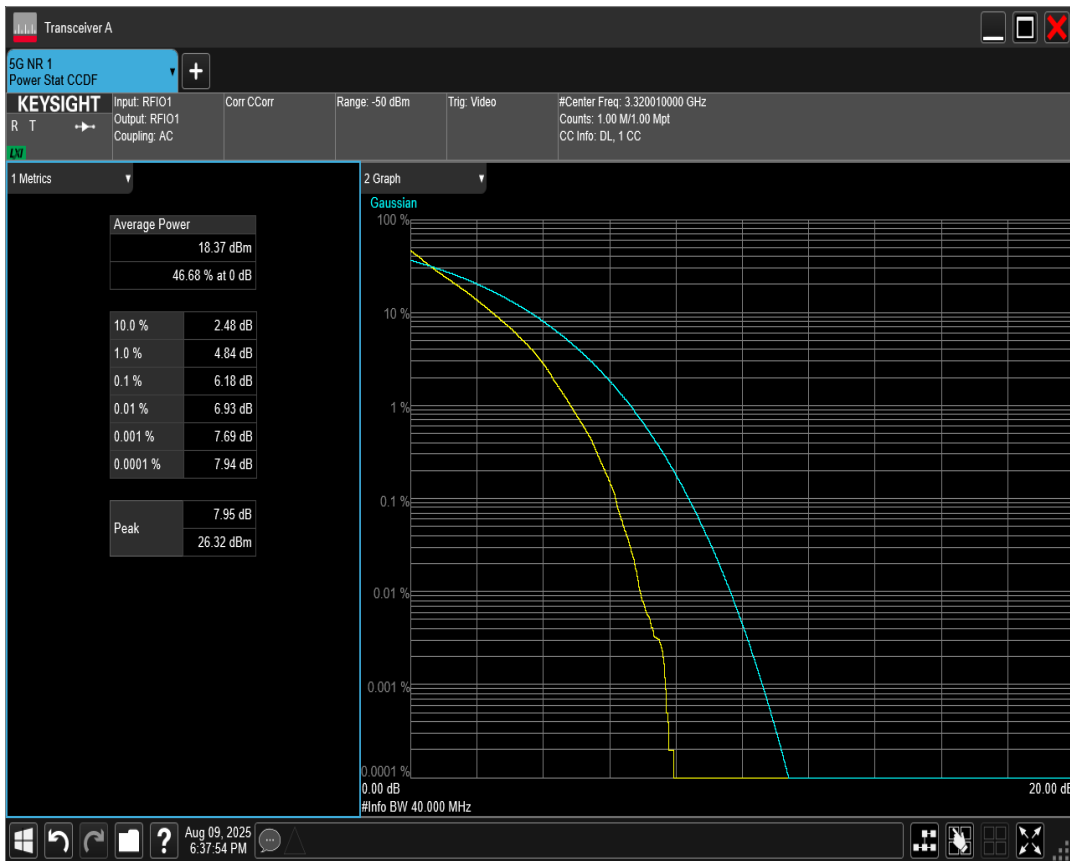 Transceiver A
5G NR 1
Power Stat CCDF
+
KEYSIGHT
R T
LXI
Input: RFIO1
Output: RFIO1
Coupling: AC
Corr CCorr
Range: -50 dBm
Trig: Video
#Center Freq: 3.320010000 GHz
Counts: 1.00 M/1.00 Mpt
CC Info: DL, 1 CC
1 Metrics
Average Power
18.37 dBm
46.68 % at 0 dB
10.0 % 2.48 dB
1.0 % 4.84 dB
0.1 % 6.18 dB
0.01 % 6.93 dB
0.001 % 7.69 dB
0.0001 % 7.94 dB
Peak
7.95 dB
26.32 dBm
2 Graph
Gaussian
100 %
10 %
1 %
0.1 %
0.01 %
0.001 %
0.0001 %
0.00 dB 20.00 dB
#Info BW 40.000 MHz
?
Aug 09, 2025
6:37:54 PM